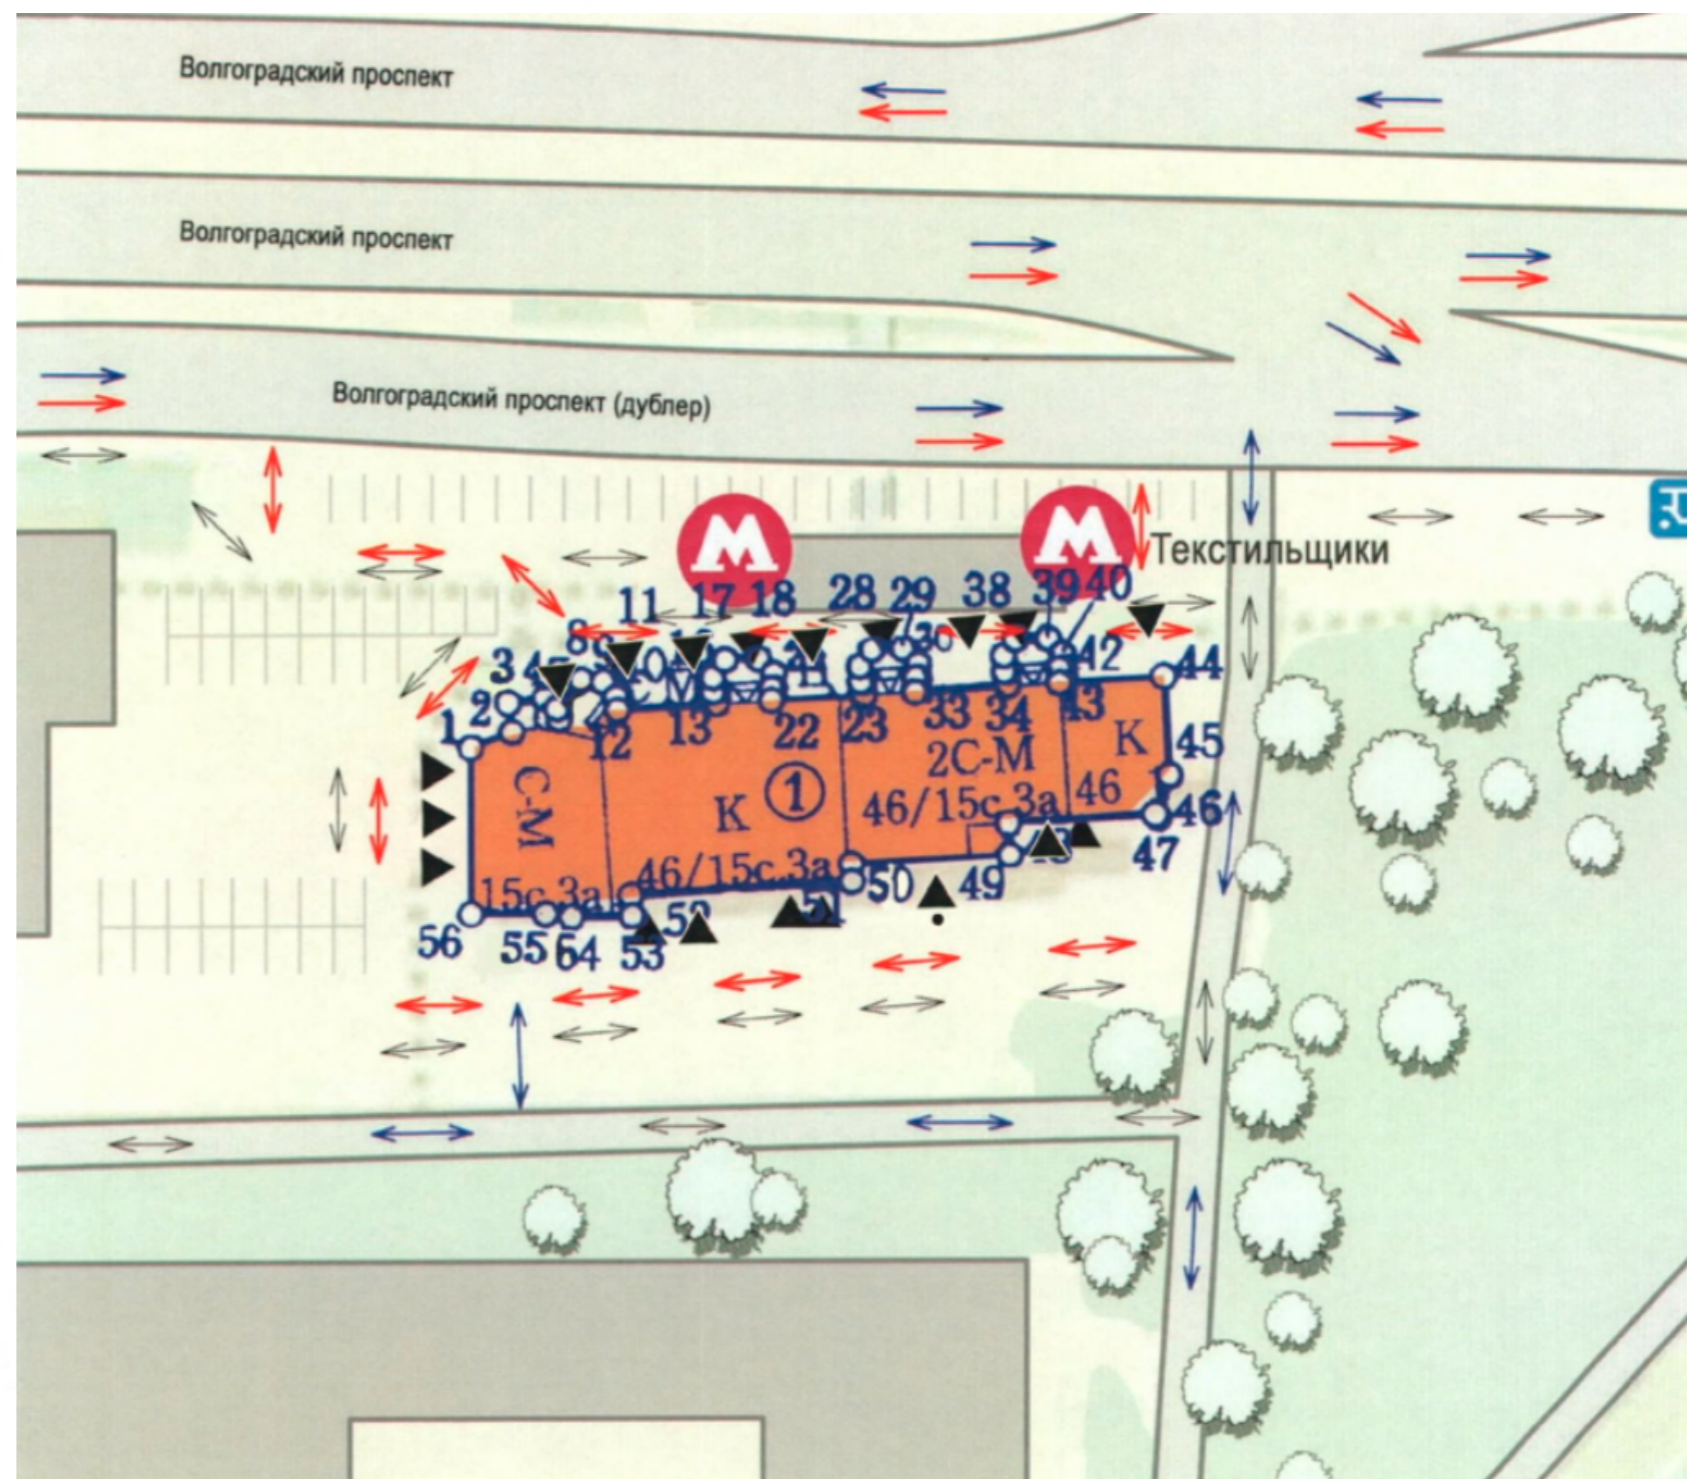 Волгоградский проспект
Волгоградский проспект
Волгоградский проспект (дублер)
М М Текстильщики
11 17 18 28 29 38 39 40
8
3 42 44
2
1 12 13 22 23 33 34 43
С-М К 1 2С-М К 45
46/15с.3а 46 46
15с.3а 46/15с.3а 47
50 49
56 55 54 53 52 51